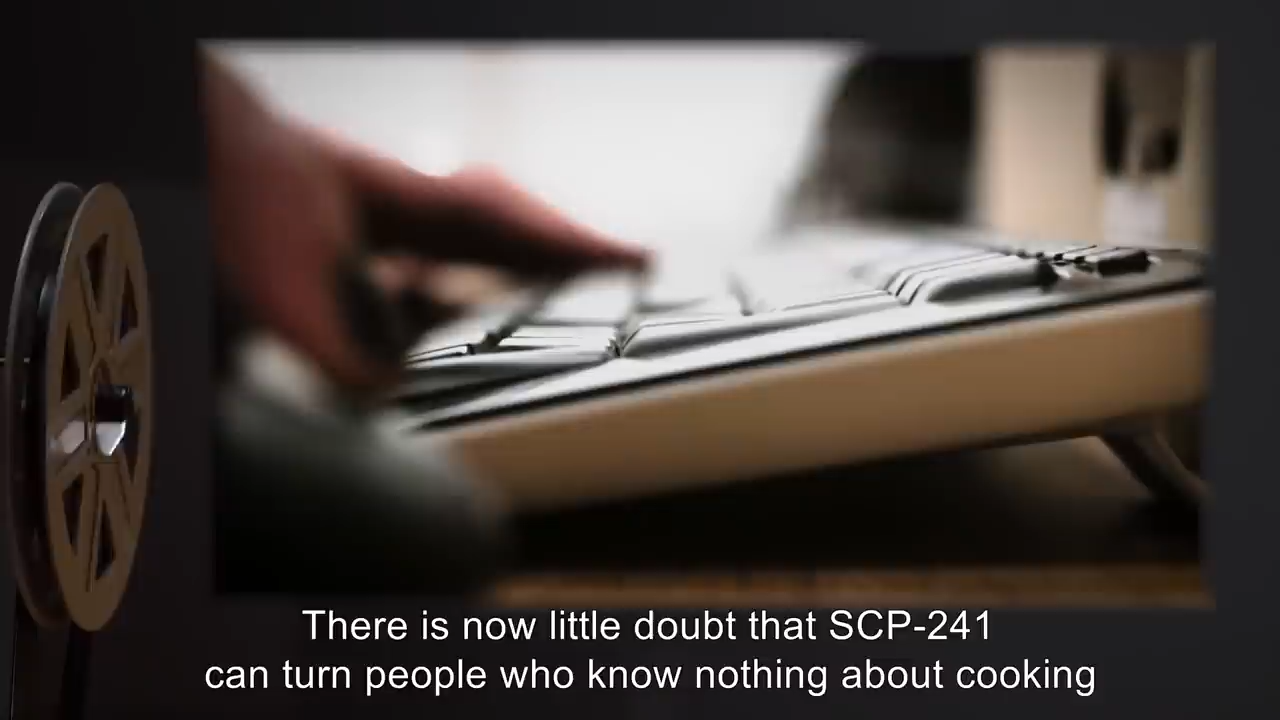 There is now little doubt that SCP-241
can turn people who know nothing about cooking